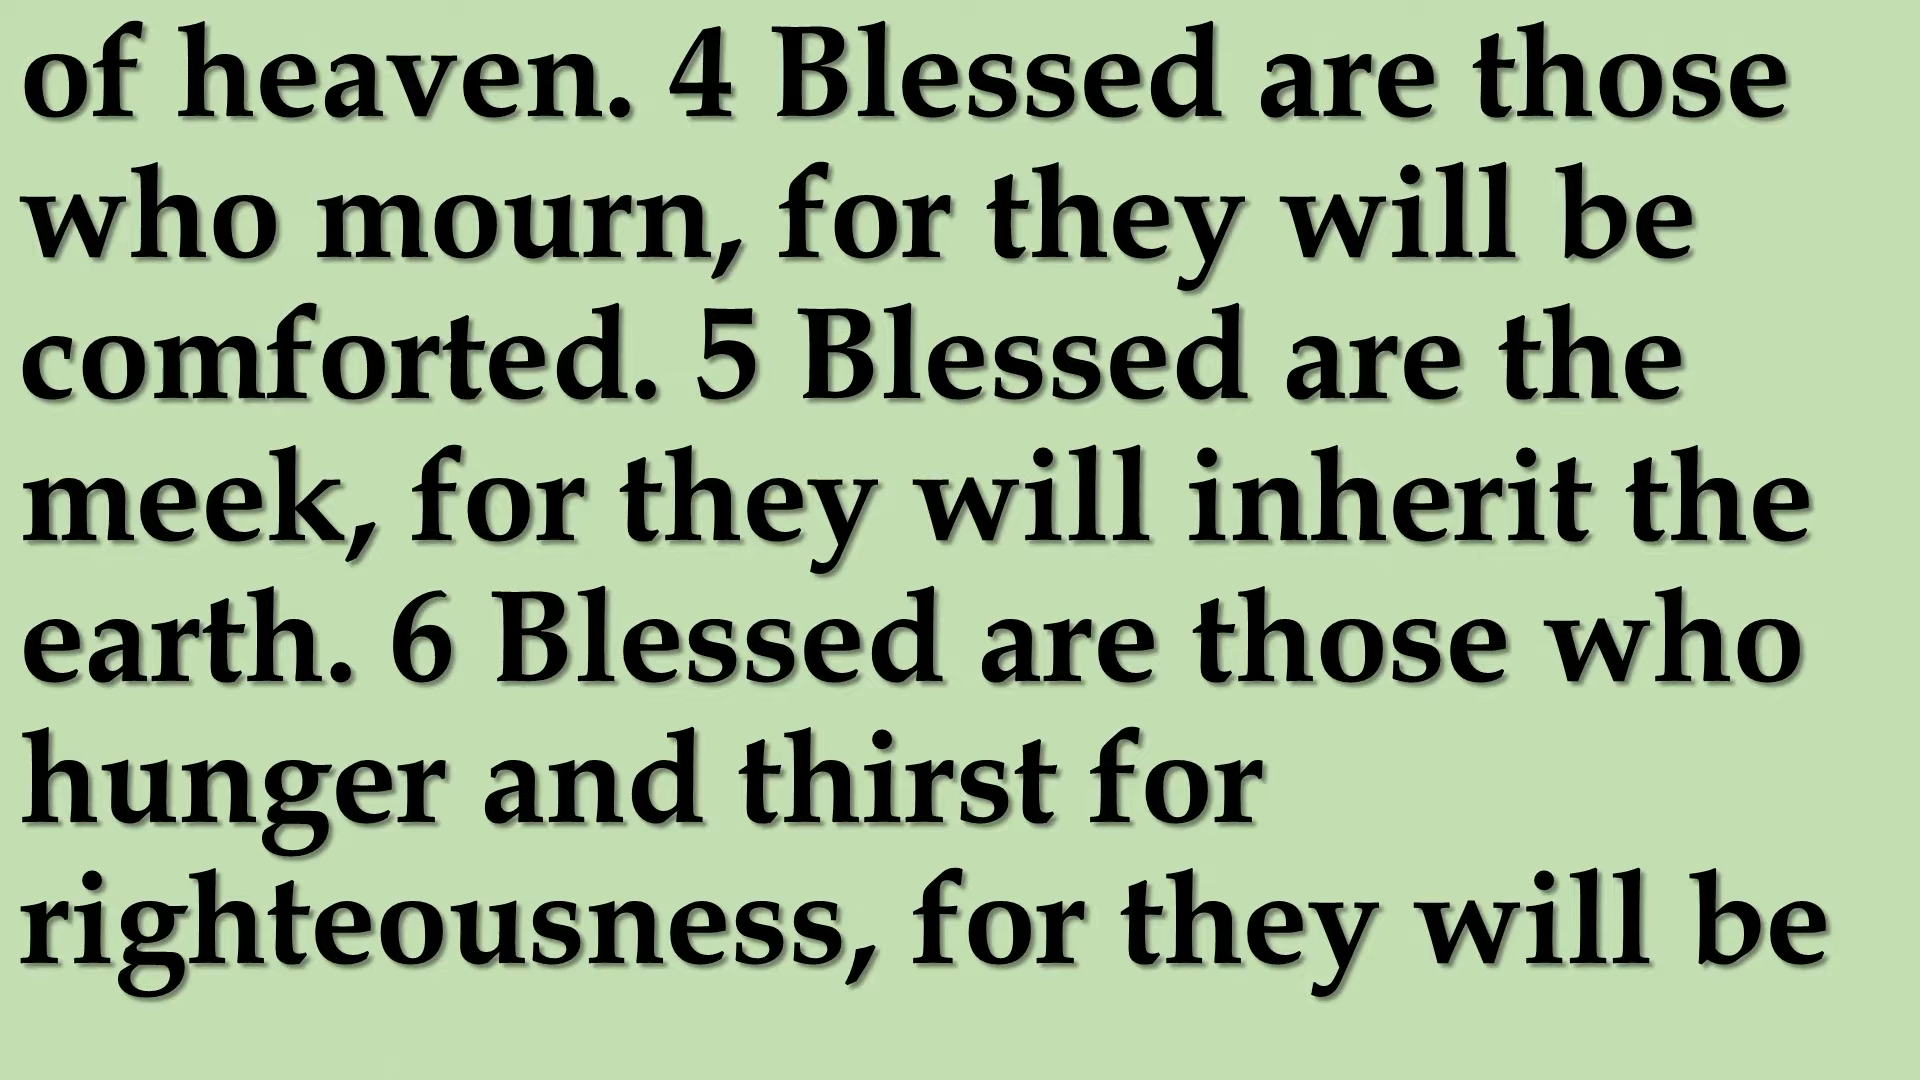 of heaven. 4 Blessed are those
who mourn, for they will be
comforted. 5 Blessed are the
meek, for they will inherit the
earth. 6 Blessed are those who
hunger and thirst for
righteousness, for they will be